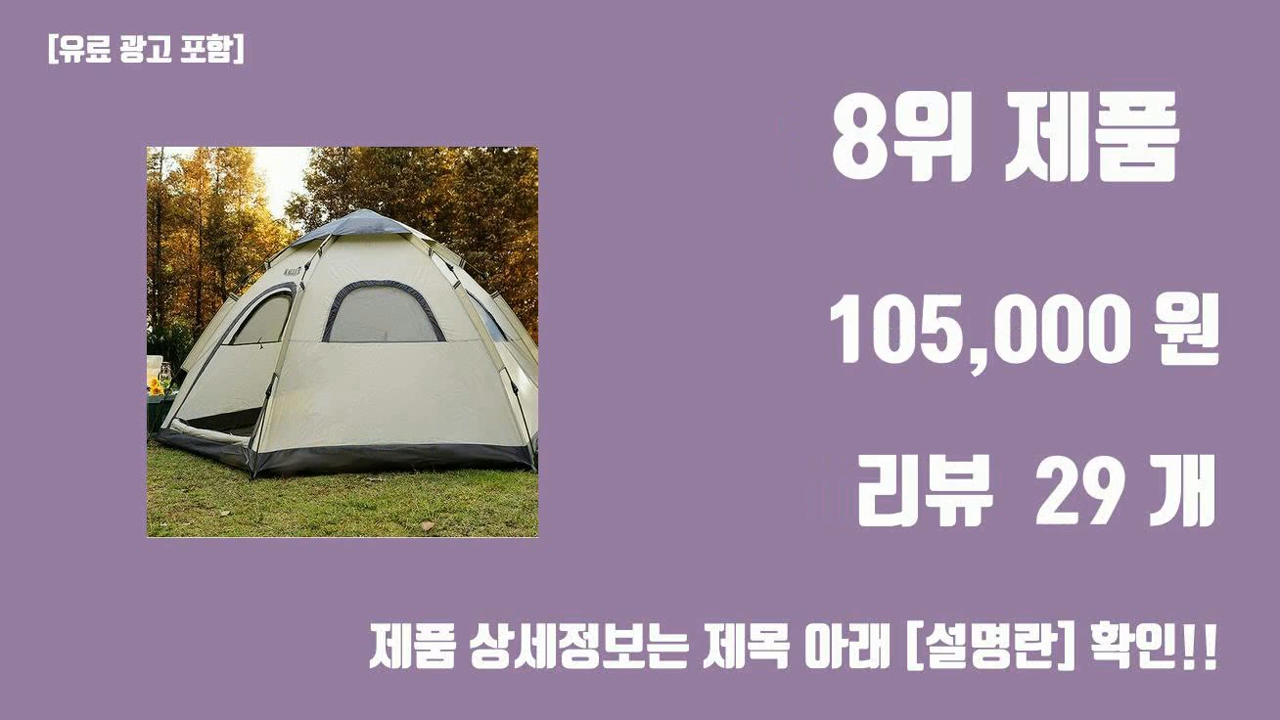 [유료 광고 포함]
8위 제품
105,000 원
리뷰 29 개
제품 상세정보는 제목 아래 [설명란] 확인!!